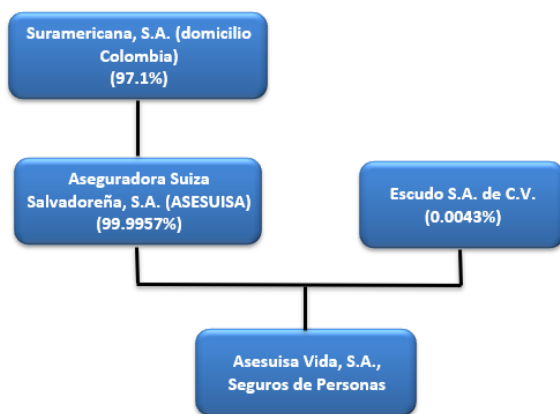 Suramericana, S.A. (domicilio
Colombia)
(97.1%)
Aseguradora Suiza
Salvadoreña, S.A. (ASESUISA)
(99.9957%)
Escudo S.A. de C.V.
(0.0043%)
Asesuisa Vida, S.A.,
Seguros de Personas